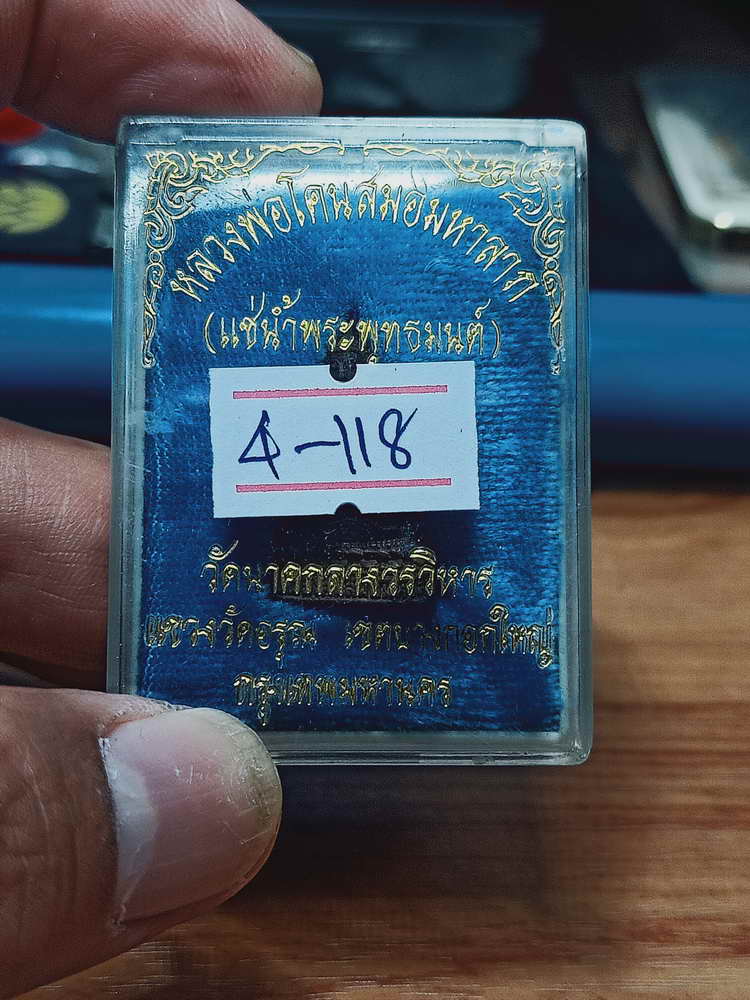 หลวงพ่อโคนสมอมหาลาภ
(แช่น้ำพระพุทธมนต์)
4-118
วัดนาคกลางวรวิหาร
แขวงวัดอรุณ เขตบางกอกใหญ่
กรุงเทพมหานคร